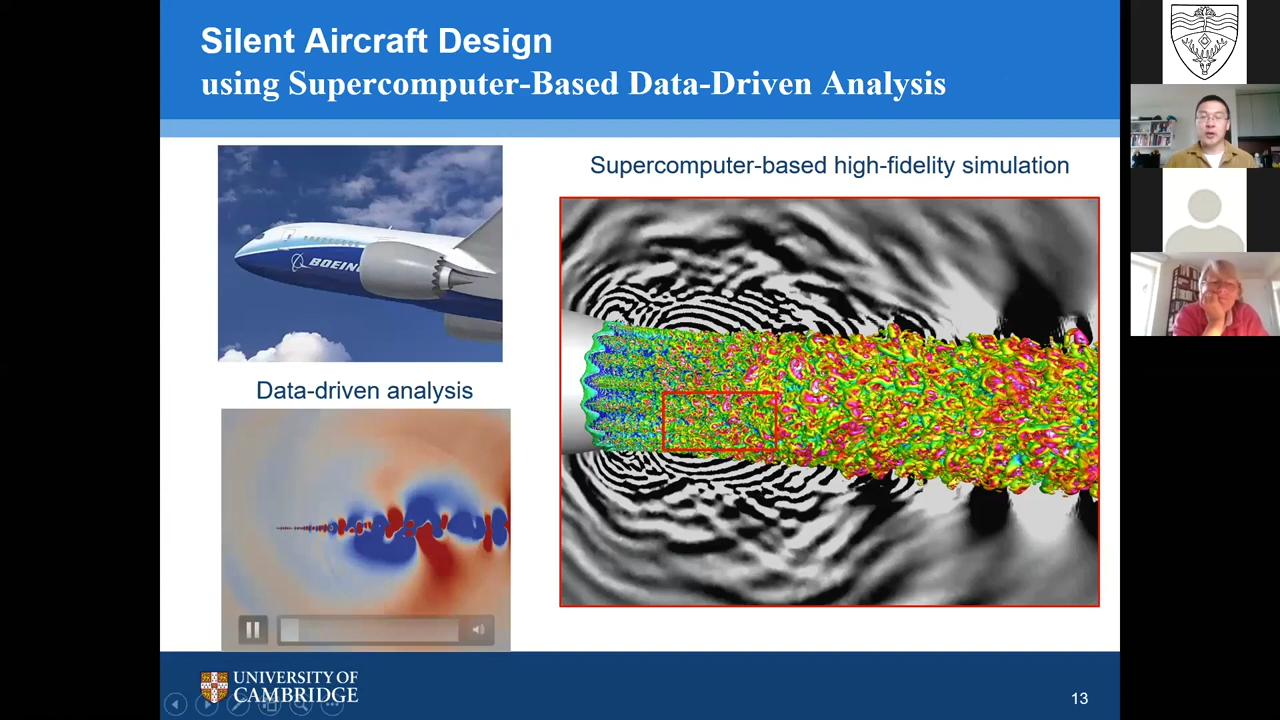 Silent Aircraft Design
using Supercomputer-Based Data-Driven Analysis
Supercomputer-based high-fidelity simulation
BOEING
Data-driven analysis
UNIVERSITY OF
CAMBRIDGE
13